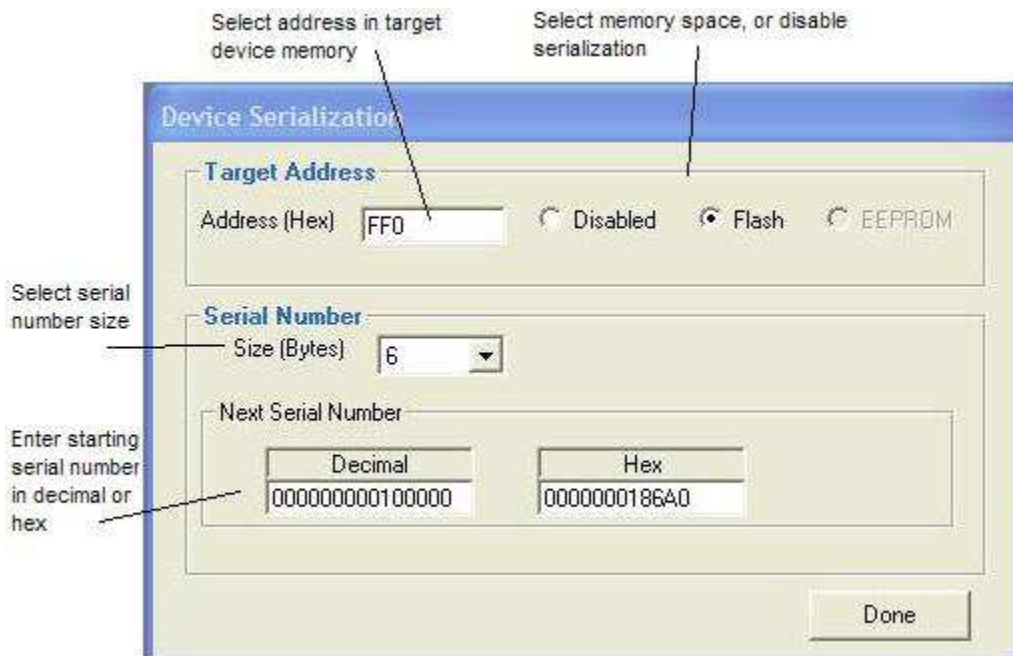 Select address in target
device memory
Select memory space, or disable
serialization
Device Serialization
Target Address
Address (Hex) FF0 Disabled Flash EEPROM
Select serial
number size
Serial Number
Size (Bytes) 6
Next Serial Number
Enter starting
serial number
in decimal or
hex
Decimal Hex
000000000100000 0000000186A0
Done